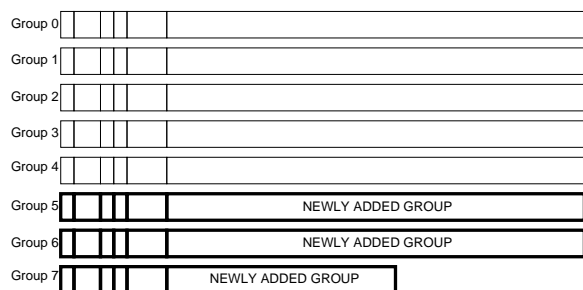 Group 0
Group 1
Group 2
Group 3
Group 4
Group 5 NEWLY ADDED GROUP
Group 6 NEWLY ADDED GROUP
Group 7 NEWLY ADDED GROUP